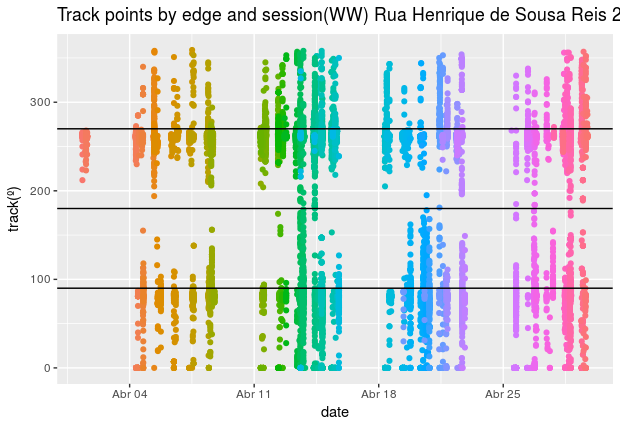 Track points by edge and session(WW) Rua Henrique de Sousa Reis 2
300
200
100
0
track(º)
Abr 04
Abr 11
Abr 18
Abr 25
date